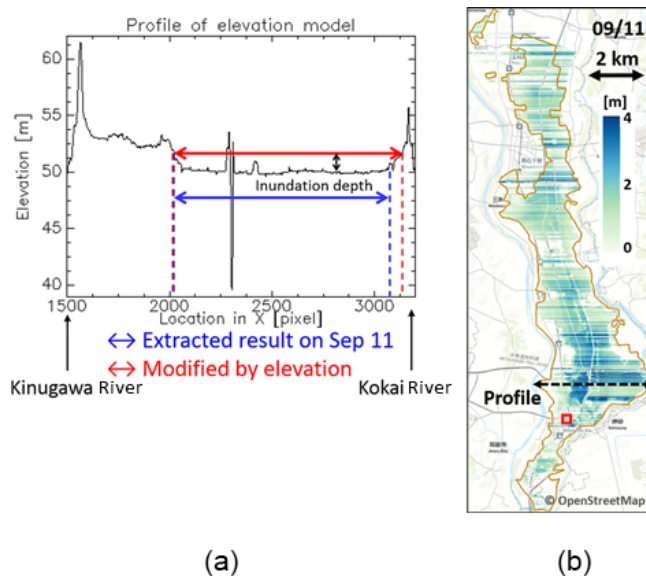 Profile of elevation model
65
60
55
50
45
40
Elevation [m]
Inundation depth
1500
2000
2500
3000
Location in X [pixel]
Extracted result on Sep 11
Modified by elevation
Kinugawa River
Kokai River
(a)
09/11
2 km
[m]
4
2
0
Profile
© OpenStreetMap
(b)